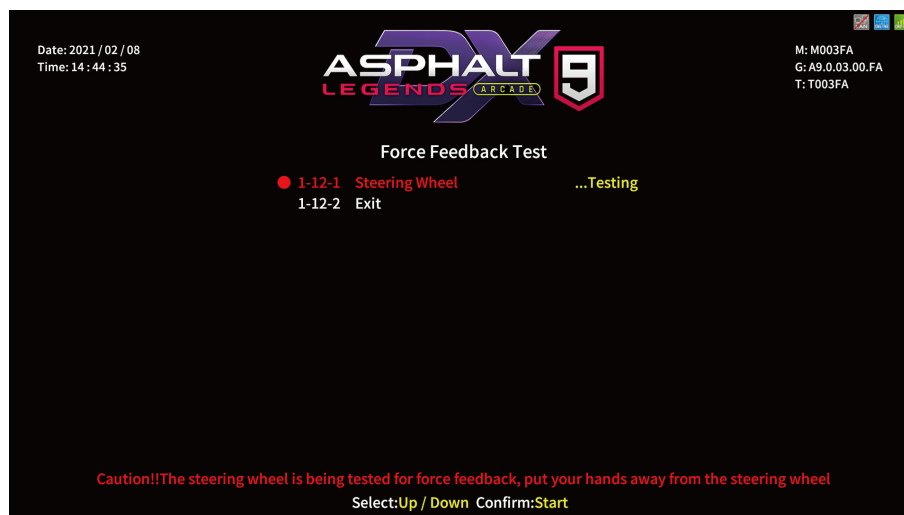 Date: 2021 / 02 / 08
Time: 14 : 44 : 35
DX
ASPHALT 9
LEGENDS ARCADE
M: M003FA
G: A9.0.03.00.FA
T: T003FA
Force Feedback Test
1-12-1 Steering Wheel ...Testing
1-12-2 Exit
Caution!!The steering wheel is being tested for force feedback, put your hands away from the steering wheel
Select:Up / Down Confirm:Start